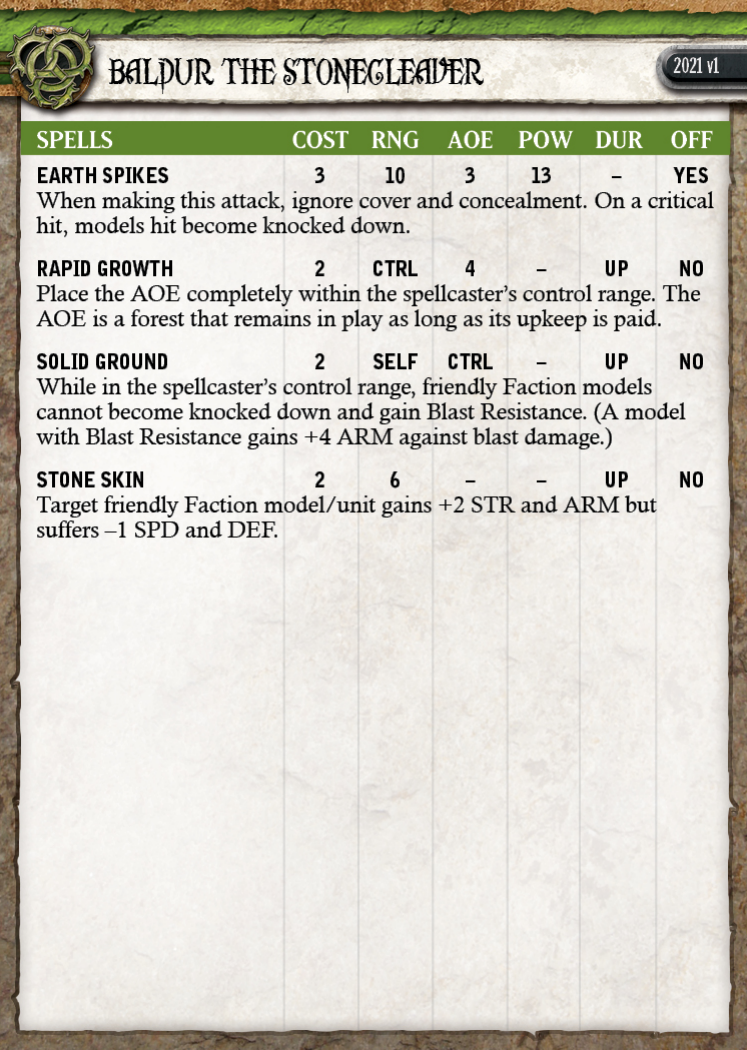 BALDUR THE STONECLEAVER
2021 v1
SPELLS COST RNG AOE POW DUR OFF
EARTH SPIKES 3 10 3 13 – YES
When making this attack, ignore cover and concealment. On a critical
hit, models hit become knocked down.
RAPID GROWTH 2 CTRL 4 – UP NO
Place the AOE completely within the spellcaster's control range. The
AOE is a forest that remains in play as long as its upkeep is paid.
SOLID GROUND 2 SELF CTRL – UP NO
While in the spellcaster's control range, friendly Faction models
cannot become knocked down and gain Blast Resistance. (A model
with Blast Resistance gains +4 ARM against blast damage.)
STONE SKIN 2 6 – – UP NO
Target friendly Faction model/unit gains +2 STR and ARM but
suffers –1 SPD and DEF.